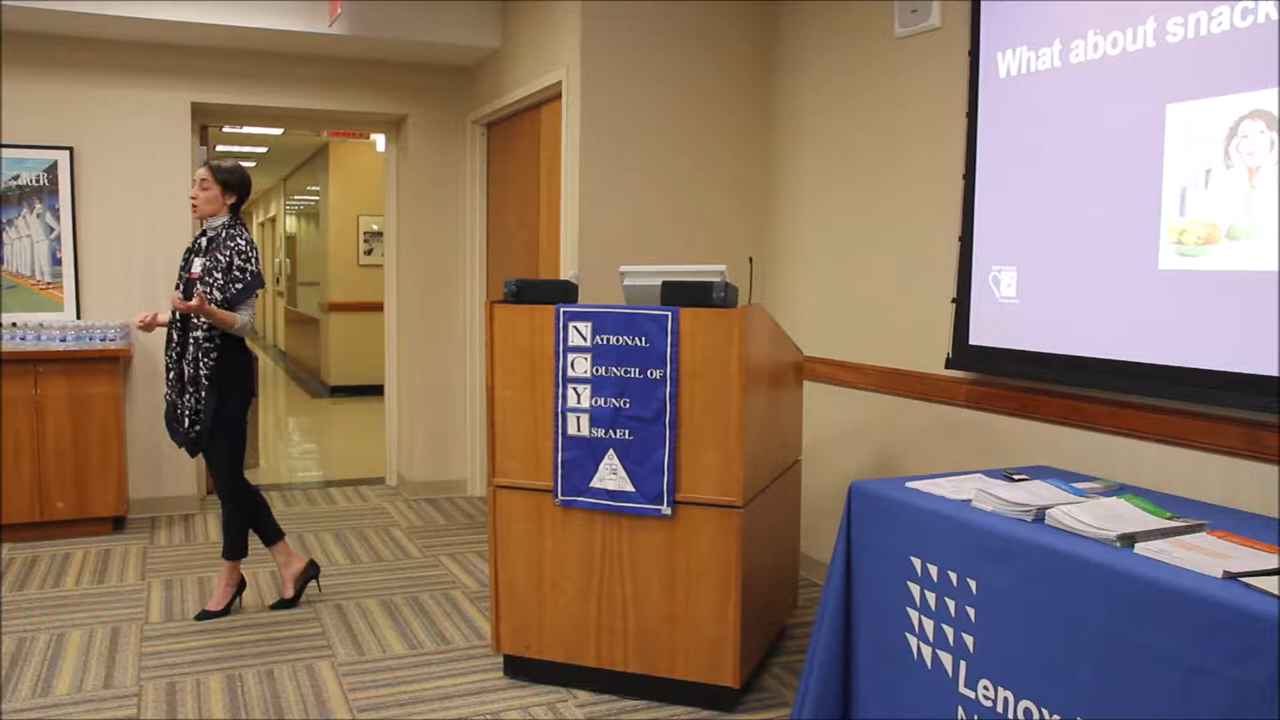 What about snack
NATIONAL
COUNCIL OF
YOUNG
ISRAEL
Lenox